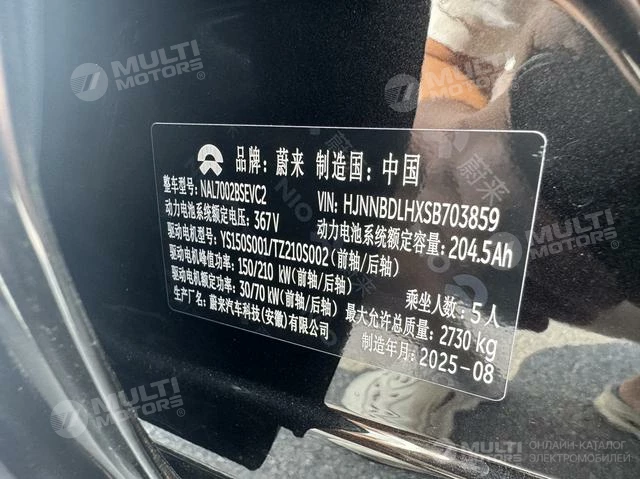 MULTI
MOTORS®
MULTI
MOTORS®
品牌：蔚来 制造国：中国
整车型号：NAL7002BSEVC2 VIN：HJNNBDLHXSB703859
动力电池系统额定电压：367V 动力电池系统额定容量：204.5Ah
驱动电机型号：YS150S001/TZ210S002（前轴/后轴）
驱动电机峰值功率：150/210 kW（前轴/后轴）
驱动电机额定功率：30/70 kW（前轴/后轴） 乘坐人数：5人
生产厂名：蔚来汽车科技（安徽）有限公司 最大允许总质量：2730 kg
制造年月：2025-08
MULTI
MOTORS®
MULTI
MOTORS
ОНЛАЙН-КАТАЛОГ
ЭЛЕКТРОМОБИЛЕЙ